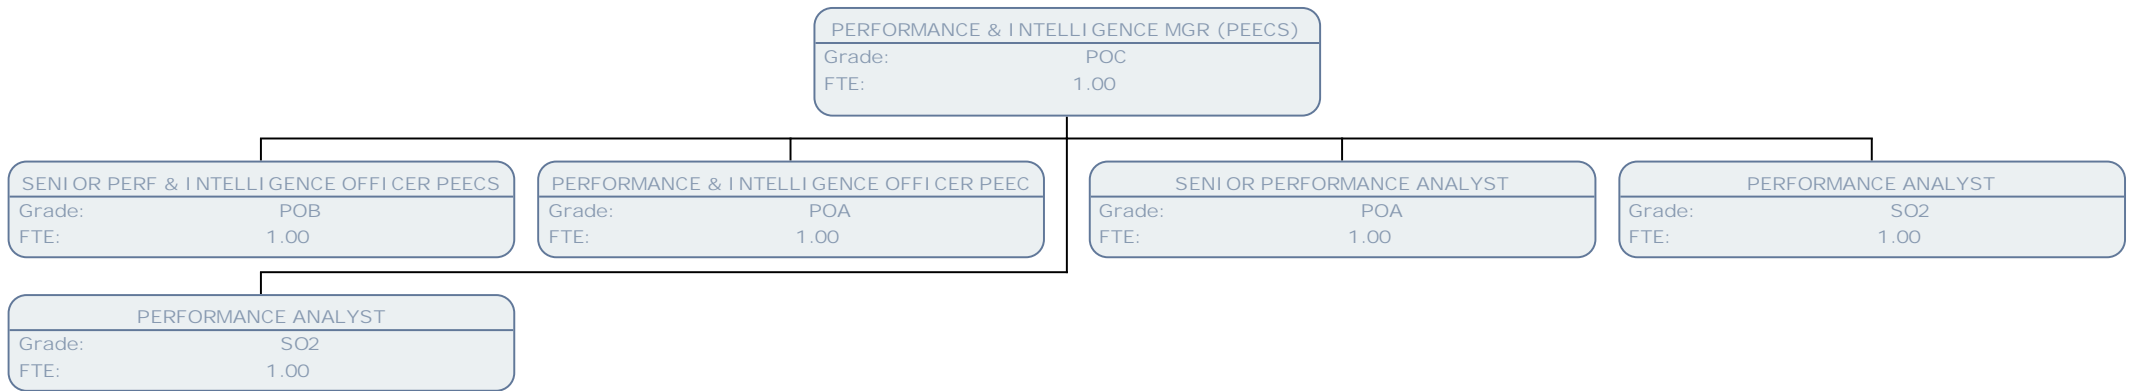 PERFORMANCE & INTELLIGENCE MGR (PEECS)
Grade: POC
FTE: 1.00
SENIOR PERF & INTELLIGENCE OFFICER PEECS
Grade: POB
FTE: 1.00
PERFORMANCE & INTELLIGENCE OFFICER PEEC
Grade: POA
FTE: 1.00
SENIOR PERFORMANCE ANALYST
Grade: POA
FTE: 1.00
PERFORMANCE ANALYST
Grade: SO2
FTE: 1.00
PERFORMANCE ANALYST
Grade: SO2
FTE: 1.00